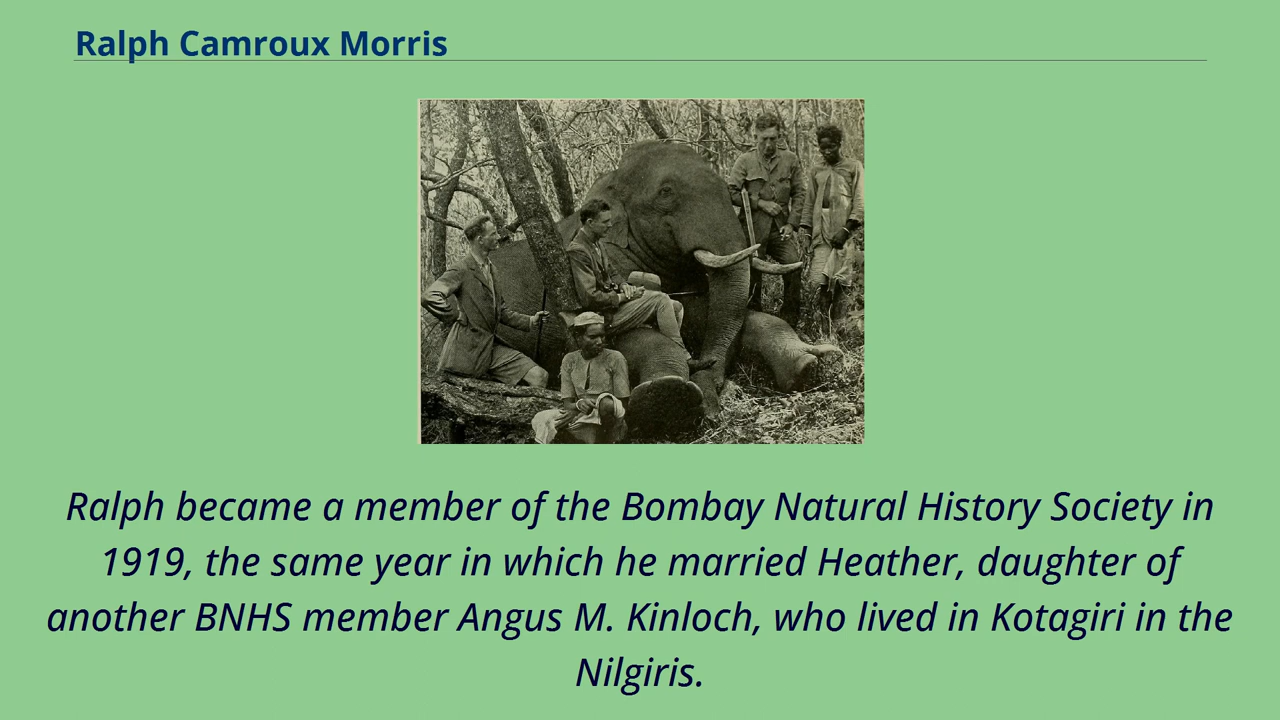 Ralph Camroux Morris
Ralph became a member of the Bombay Natural History Society in
1919, the same year in which he married Heather, daughter of
another BNHS member Angus M. Kinloch, who lived in Kotagiri in the
Nilgiris.